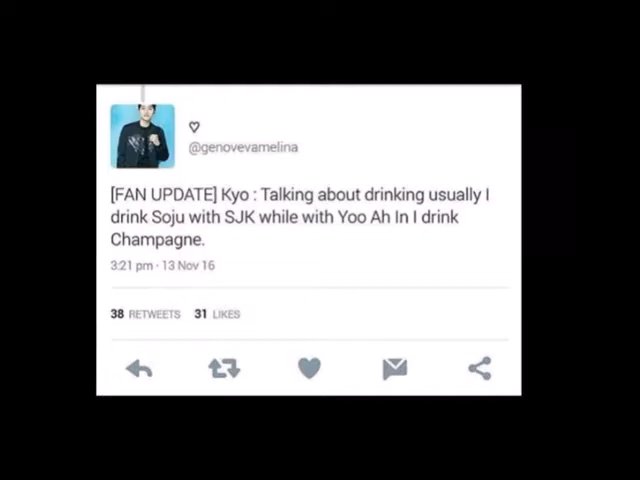 ♡
@genovevamelina
[FAN UPDATE] Kyo : Talking about drinking usually I
drink Soju with SJK while with Yoo Ah In I drink
Champagne.
3:21 pm · 13 Nov 16
38 RETWEETS 31 LIKES